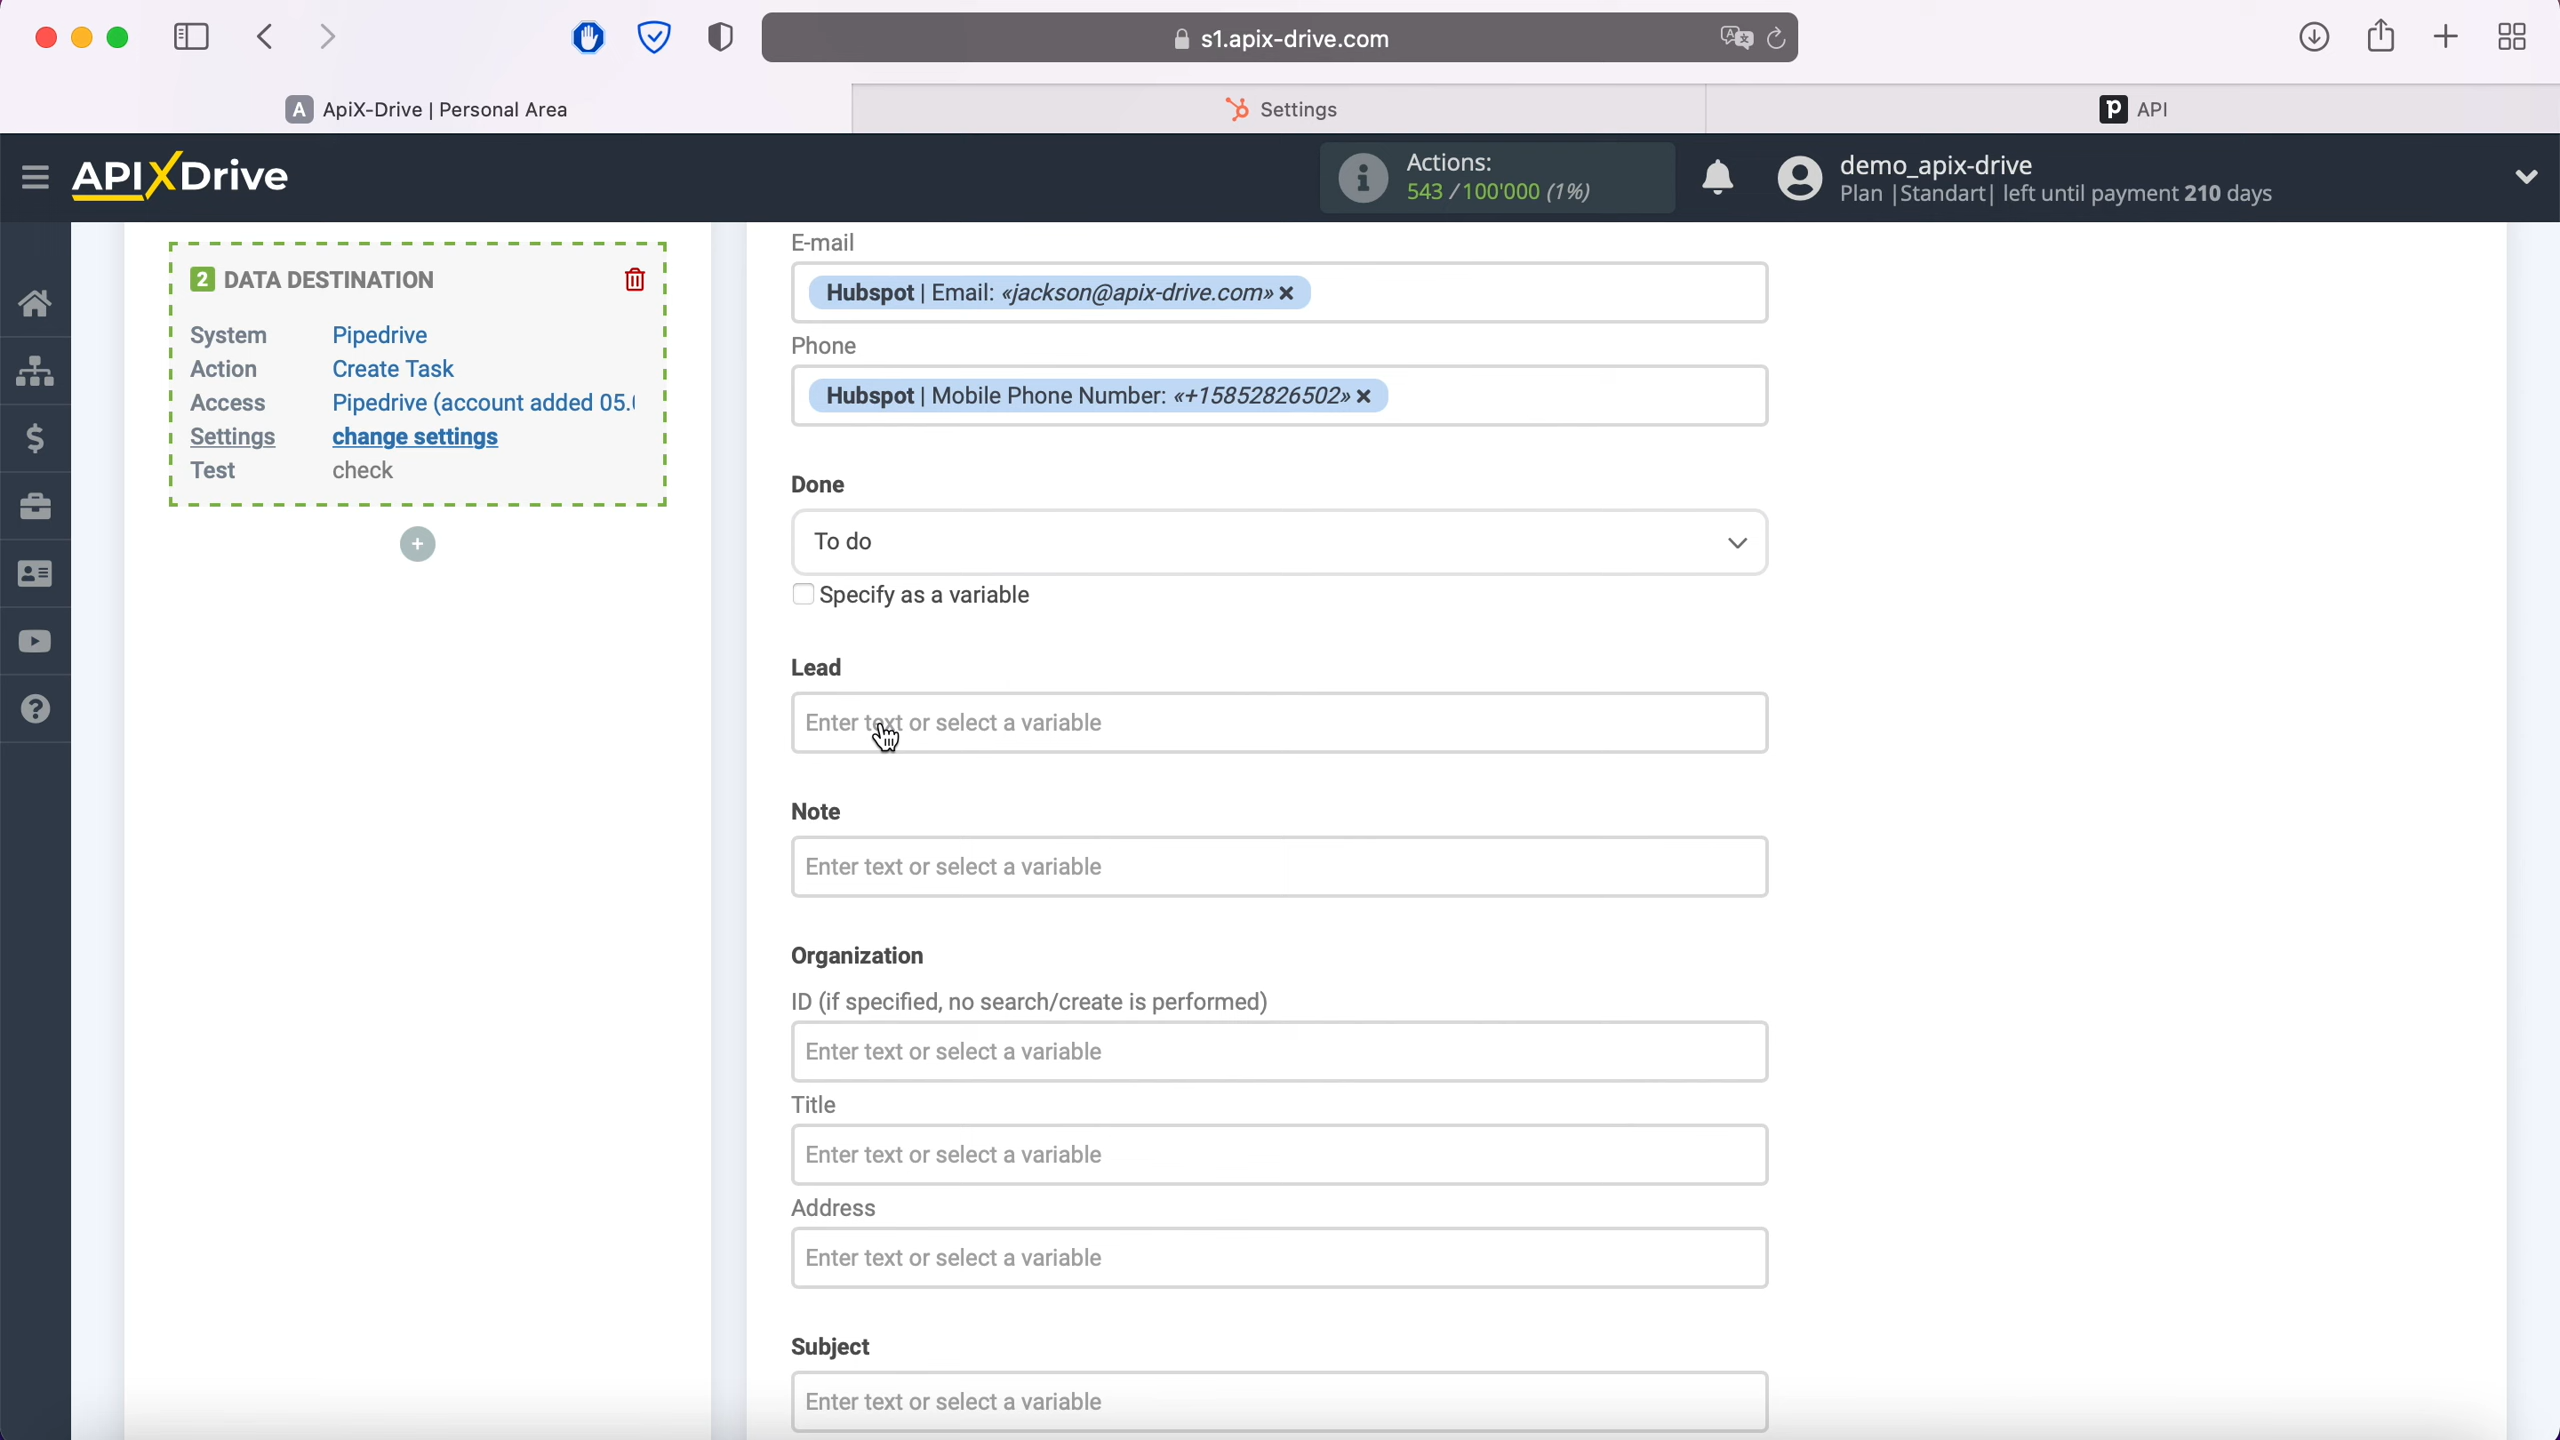 s1.apix-drive.com
A ApiX-Drive | Personal Area
Settings
p API
APIXDrive
Actions:
543 / 100'000 (1%)
demo_apix-drive
Plan |Standart| left until payment 210 days
2 DATA DESTINATION
System Pipedrive
Action Create Task
Access Pipedrive (account added 05.
Settings change settings
Test check
+
E-mail
Hubspot | Email: «jackson@apix-drive.com» ×
Phone
Hubspot | Mobile Phone Number: «+15852826502» ×
Done
To do
Specify as a variable
Lead
Enter text or select a variable
Note
Enter text or select a variable
Organization
ID (if specified, no search/create is performed)
Enter text or select a variable
Title
Enter text or select a variable
Address
Enter text or select a variable
Subject
Enter text or select a variable